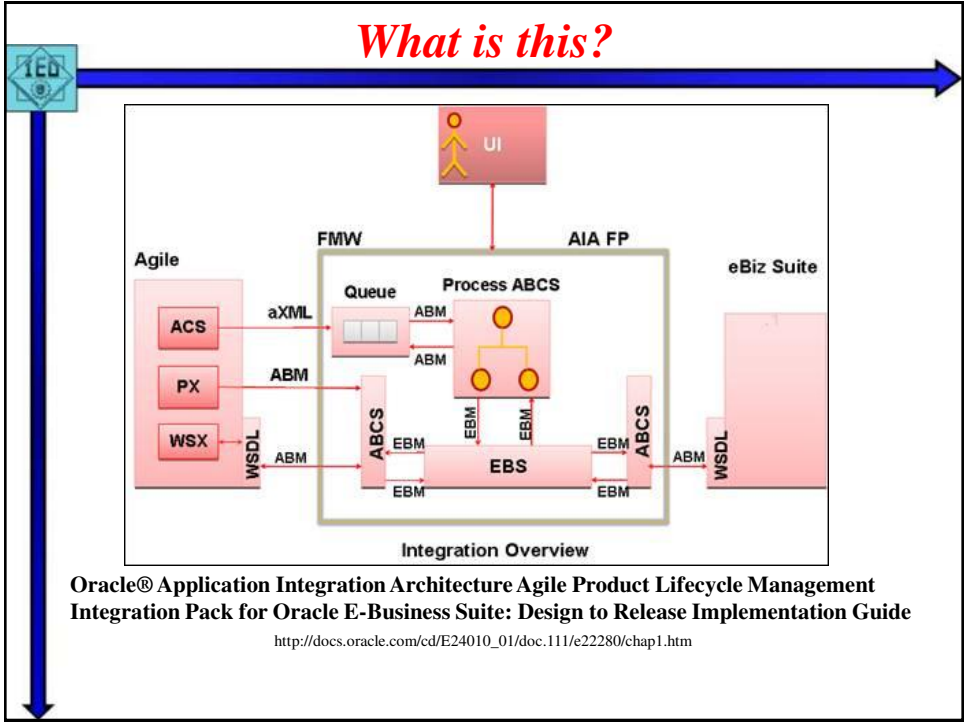 What is this?
IED
UI
FMW
AIA FP
Agile
eBiz Suite
Queue
Process ABCS
ACS
aXML
ABM
ABM
PX
ABM
WSX
WSDL
ABM
ABCS
EBM
EBM
EBM
EBM
EBS
EBM
EBM
ABCS
ABM
WSDL
Integration Overview
Oracle® Application Integration Architecture Agile Product Lifecycle Management
Integration Pack for Oracle E-Business Suite: Design to Release Implementation Guide
http://docs.oracle.com/cd/E24010_01/doc.111/e22280/chap1.htm